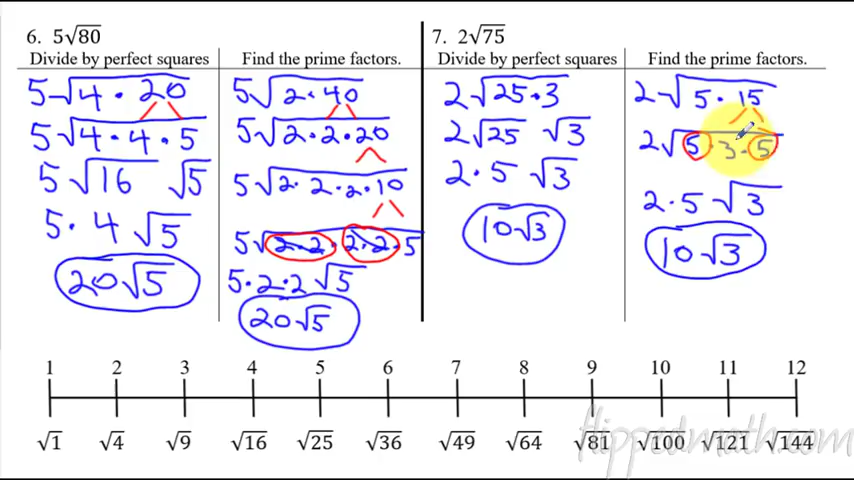 6. 5√80
Divide by perfect squares
5√4 · 20
5√4 · 4 · 5
5√16 √5
5 · 4√5
20√5
Find the prime factors.
5√2 · 40
5√2 · 2 · 20
5√2 · 2 · 2 · 10
5√2 · 2 · 2 · 2 · 5
5 · 2 · 2√5
20√5
7. 2√75
Divide by perfect squares
2√25 · 3
2√25 √3
2 · 5√3
10√3
Find the prime factors.
2√5 · 15
2√5 · 3 · 5
2 · 5√3
10√3
1 2 3 4 5 6 7 8 9 10 11 12
√1 √4 √9 √16 √25 √36 √49 √64 √81 √100 √121 √144
flippedmath.com